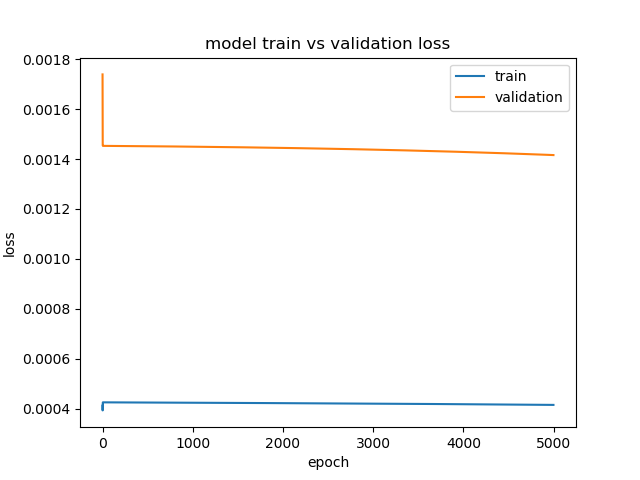 model train vs validation loss
0.0018
0.0016
0.0014
0.0012
0.0010
0.0008
0.0006
0.0004
loss
train
validation
0 1000 2000 3000 4000 5000
epoch